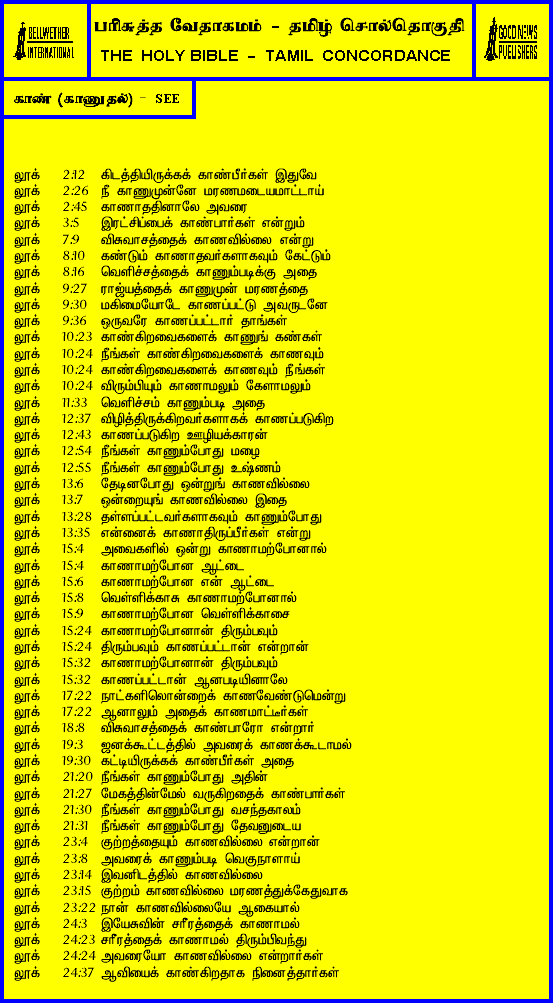 BELLWETHER
INTERNATIONAL
பரிசுத்த வேதாகமம் - தமிழ் சொல்தொகுதி
THE HOLY BIBLE - TAMIL CONCORDANCE
GOOD NEWS
PUBLISHERS
காண் (காணுதல்) - SEE
லூக் 2:12 கிடத்தியிருக்கக் காண்பீர்கள் இதுவே
லூக் 2:26 நீ காணுமுன்னே மரணமடையமாட்டாய்
லூக் 2:45 காணாததினாலே அவரை
லூக் 3:5 இரட்சிப்பைக் காண்பார்கள் என்றும்
லூக் 7:9 விசுவாசத்தைக் காணவில்லை என்று
லூக் 8:10 கண்டும் காணாதவர்களாகவும் கேட்டும்
லூக் 8:16 வெளிச்சத்தைக் காணும்படிக்கு அதை
லூக் 9:27 ராஜ்யத்தைக் காணுமுன் மரணத்தை
லூக் 9:30 மகிமையோடே காணப்பட்டு அவருடனே
லூக் 9:36 ஒருவரே காணப்பட்டார் தாங்கள்
லூக் 10:23 காண்கிறவைகளைக் காணுங் கண்கள்
லூக் 10:24 நீங்கள் காண்கிறவைகளைக் காணவும்
லூக் 10:24 காண்கிறவைகளைக் காணவும் நீங்கள்
லூக் 10:24 விரும்பியும் காணாமலும் கேளாமலும்
லூக் 11:33 வெளிச்சம் காணும்படி அதை
லூக் 12:37 விழித்திருக்கிறவர்களாகக் காணப்படுகிற
லூக் 12:43 காணப்படுகிற ஊழியக்காரன்
லூக் 12:54 நீங்கள் காணும்போது மழை
லூக் 12:55 நீங்கள் காணும்போது உஷ்ணம்
லூக் 13:6 தேடினபோது ஒன்றுங் காணவில்லை
லூக் 13:7 ஒன்றையுங் காணவில்லை இதை
லூக் 13:28 தள்ளப்பட்டவர்களாகவும் காணும்போது
லூக் 13:35 என்னைக் காணாதிருப்பீர்கள் என்று
லூக் 15:4 அவைகளில் ஒன்று காணாமற்போனால்
லூக் 15:4 காணாமற்போன ஆட்டை
லூக் 15:6 காணாமற்போன என் ஆட்டை
லூக் 15:8 வெள்ளிக்காசு காணாமற்போனால்
லூக் 15:9 காணாமற்போன வெள்ளிக்காசை
லூக் 15:24 காணாமற்போனான் திரும்பவும்
லூக் 15:24 திரும்பவும் காணப்பட்டான் என்றான்
லூக் 15:32 காணாமற்போனான் திரும்பவும்
லூக் 15:32 காணப்பட்டான் ஆனபடியினாலே
லூக் 17:22 நாட்களிலொன்றைக் காணவேண்டுமென்று
லூக் 17:22 ஆனாலும் அதைக் காணமாட்டீர்கள்
லூக் 18:8 விசுவாசத்தைக் காண்பாரோ என்றார்
லூக் 19:3 ஜனக்கூட்டத்தில் அவரைக் காணக்கூடாமல்
லூக் 19:30 கட்டியிருக்கக் காண்பீர்கள் அதை
லூக் 21:20 நீங்கள் காணும்போது அதின்
லூக் 21:27 மேகத்தின்மேல் வருகிறதைக் காண்பார்கள்
லூக் 21:30 நீங்கள் காணும்போது வசந்தகாலம்
லூக் 21:31 நீங்கள் காணும்போது தேவனுடைய
லூக் 23:4 குற்றத்தையும் காணவில்லை என்றான்
லூக் 23:8 அவரைக் காணும்படி வெகுநாளாய்
லூக் 23:14 இவனிடத்தில் காணவில்லை
லூக் 23:15 குற்றம் காணவில்லை மரணத்துக்கேதுவாக
லூக் 23:22 நான் காணவில்லையே ஆகையால்
லூக் 24:3 இயேசுவின் சரீரத்தைக் காணாமல்
லூக் 24:23 சரீரத்தைக் காணாமல் திரும்பிவந்து
லூக் 24:24 அவரையோ காணவில்லை என்றார்கள்
லூக் 24:37 ஆவியைக் காண்கிறதாக நினைத்தார்கள்